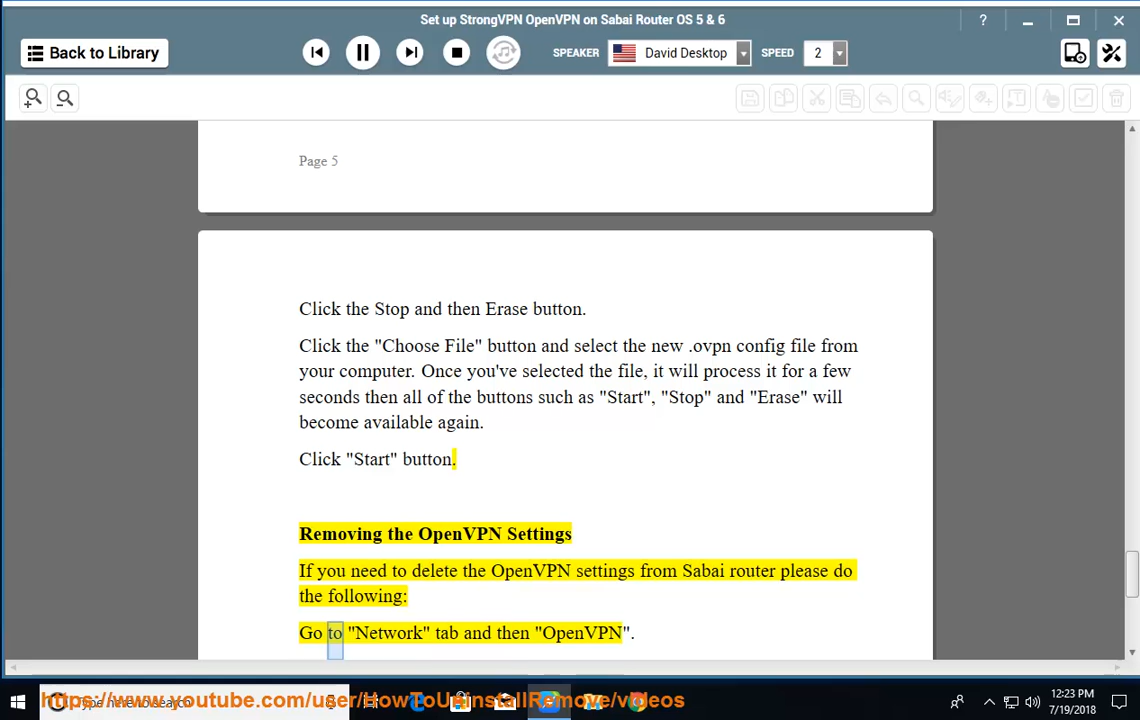 Set up StrongVPN OpenVPN on Sabai Router OS 5 & 6
Back to Library
SPEAKER
David Desktop
SPEED
2
Page 5
Click the Stop and then Erase button.
Click the "Choose File" button and select the new .ovpn config file from
your computer. Once you've selected the file, it will process it for a few
seconds then all of the buttons such as "Start", "Stop" and "Erase" will
become available again.
Click "Start" button.
Removing the OpenVPN Settings
If you need to delete the OpenVPN settings from Sabai router please do
the following:
Go to "Network" tab and then "OpenVPN".
Type here to search
https://www.youtube.com/user/HowToUninstallRemove/videos
12:23 PM
7/19/2018